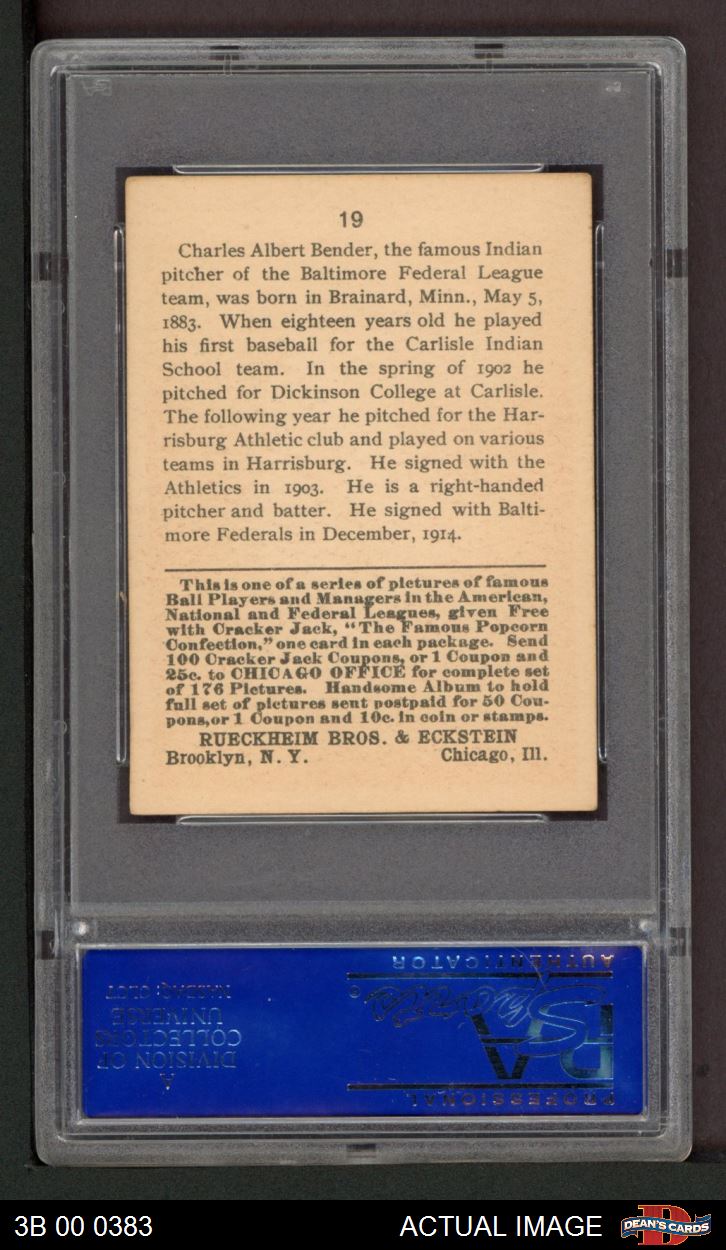 19
Charles Albert Bender, the famous Indian
pitcher of the Baltimore Federal League
team, was born in Brainard, Minn., May 5,
1883. When eighteen years old he played
his first baseball for the Carlisle Indian
School team. In the spring of 1902 he
pitched for Dickinson College at Carlisle.
The following year he pitched for the Har-
risburg Athletic club and played on various
teams in Harrisburg. He signed with the
Athletics in 1903. He is a right-handed
pitcher and batter. He signed with Balti-
more Federals in December, 1914.
This is one of a series of pictures of famous
Ball Players and Managers in the American,
National and Federal Leagues, given Free
with Cracker Jack, "The Famous Popcorn
Confection," one card in each package. Send
100 Cracker Jack Coupons, or 1 Coupon and
25c. to CHICAGO OFFICE for complete set
of 176 Pictures. Handsome Album to hold
full set of pictures sent postpaid for 50 Cou-
pons, or 1 Coupon and 10c. in coin or stamps.
RUECKHEIM BROS. & ECKSTEIN
Brooklyn, N. Y. Chicago, Ill.
PROFESSIONAL
PSA
Sports
©
AUTHENTICATOR
A
DIVISION OF
COLLECTORS
UNIVERSE
NASDAQ: CLCT
3B 00 0383
ACTUAL IMAGE
D
DEAN'S CARDS